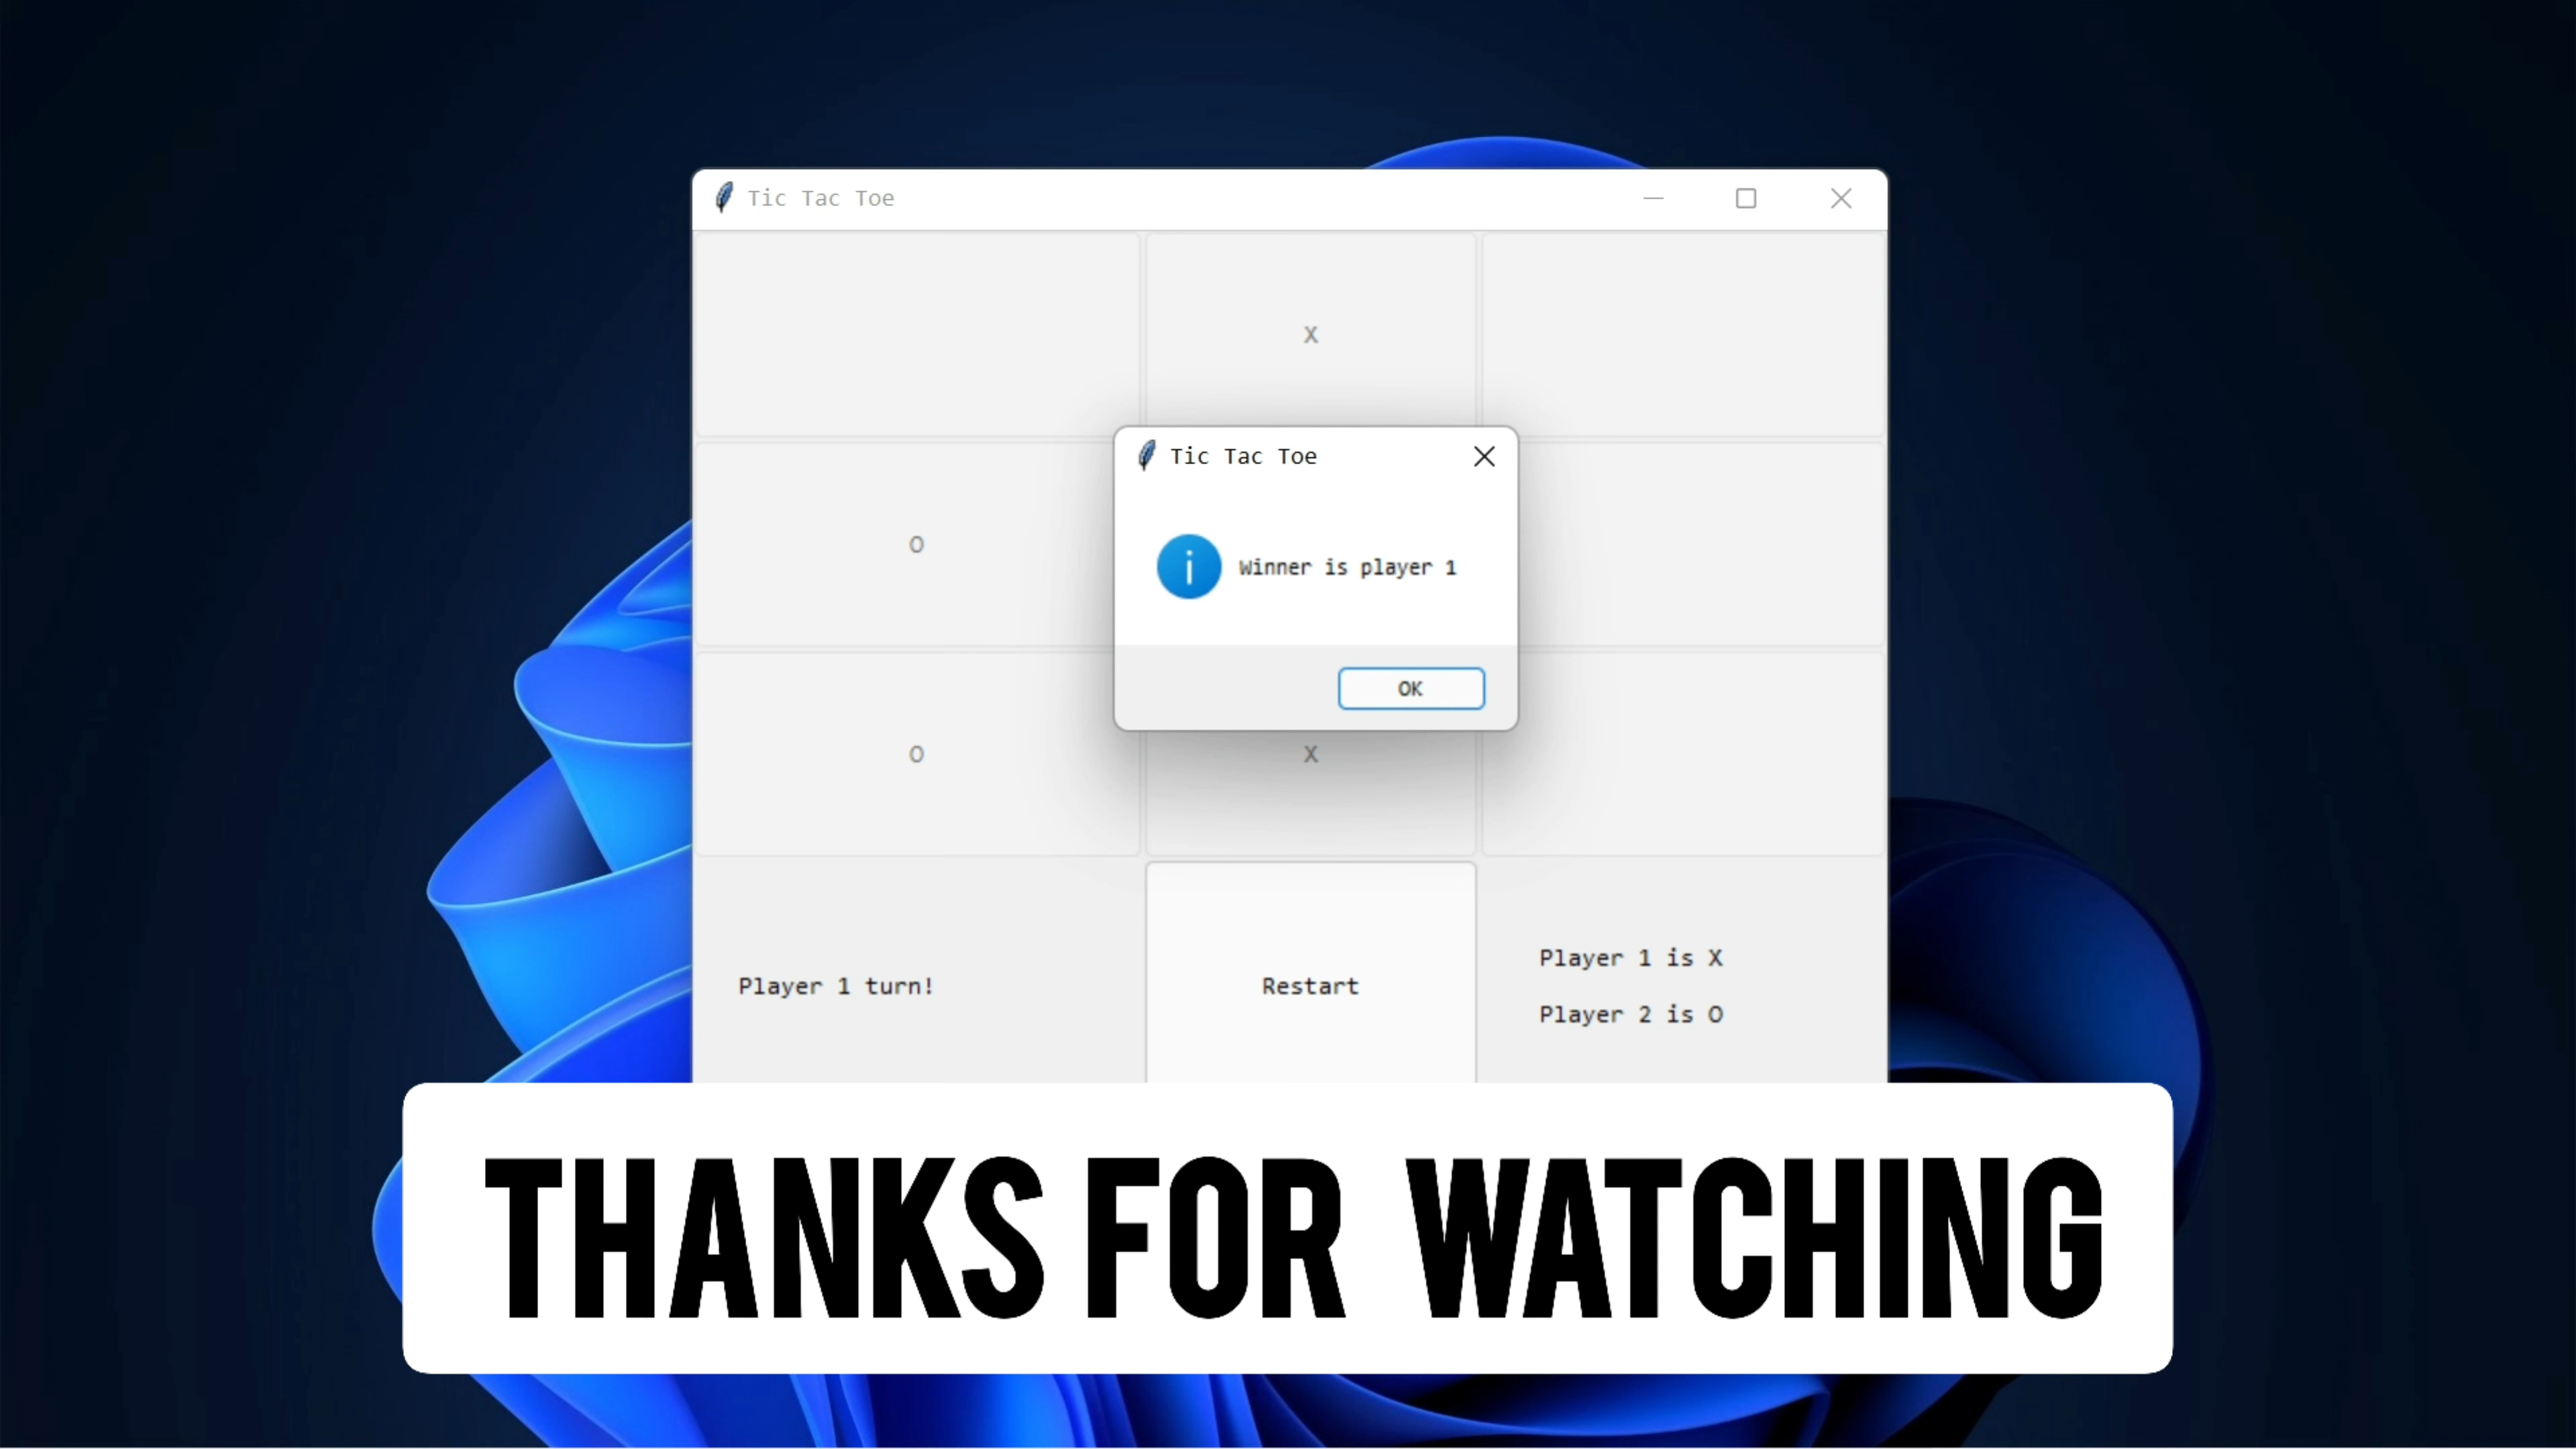 Tic Tac Toe
X
Tic Tac Toe
O
Winner is player 1
OK
O
X
Player 1 turn!
Restart
Player 1 is X
Player 2 is O
THANKS FOR WATCHING